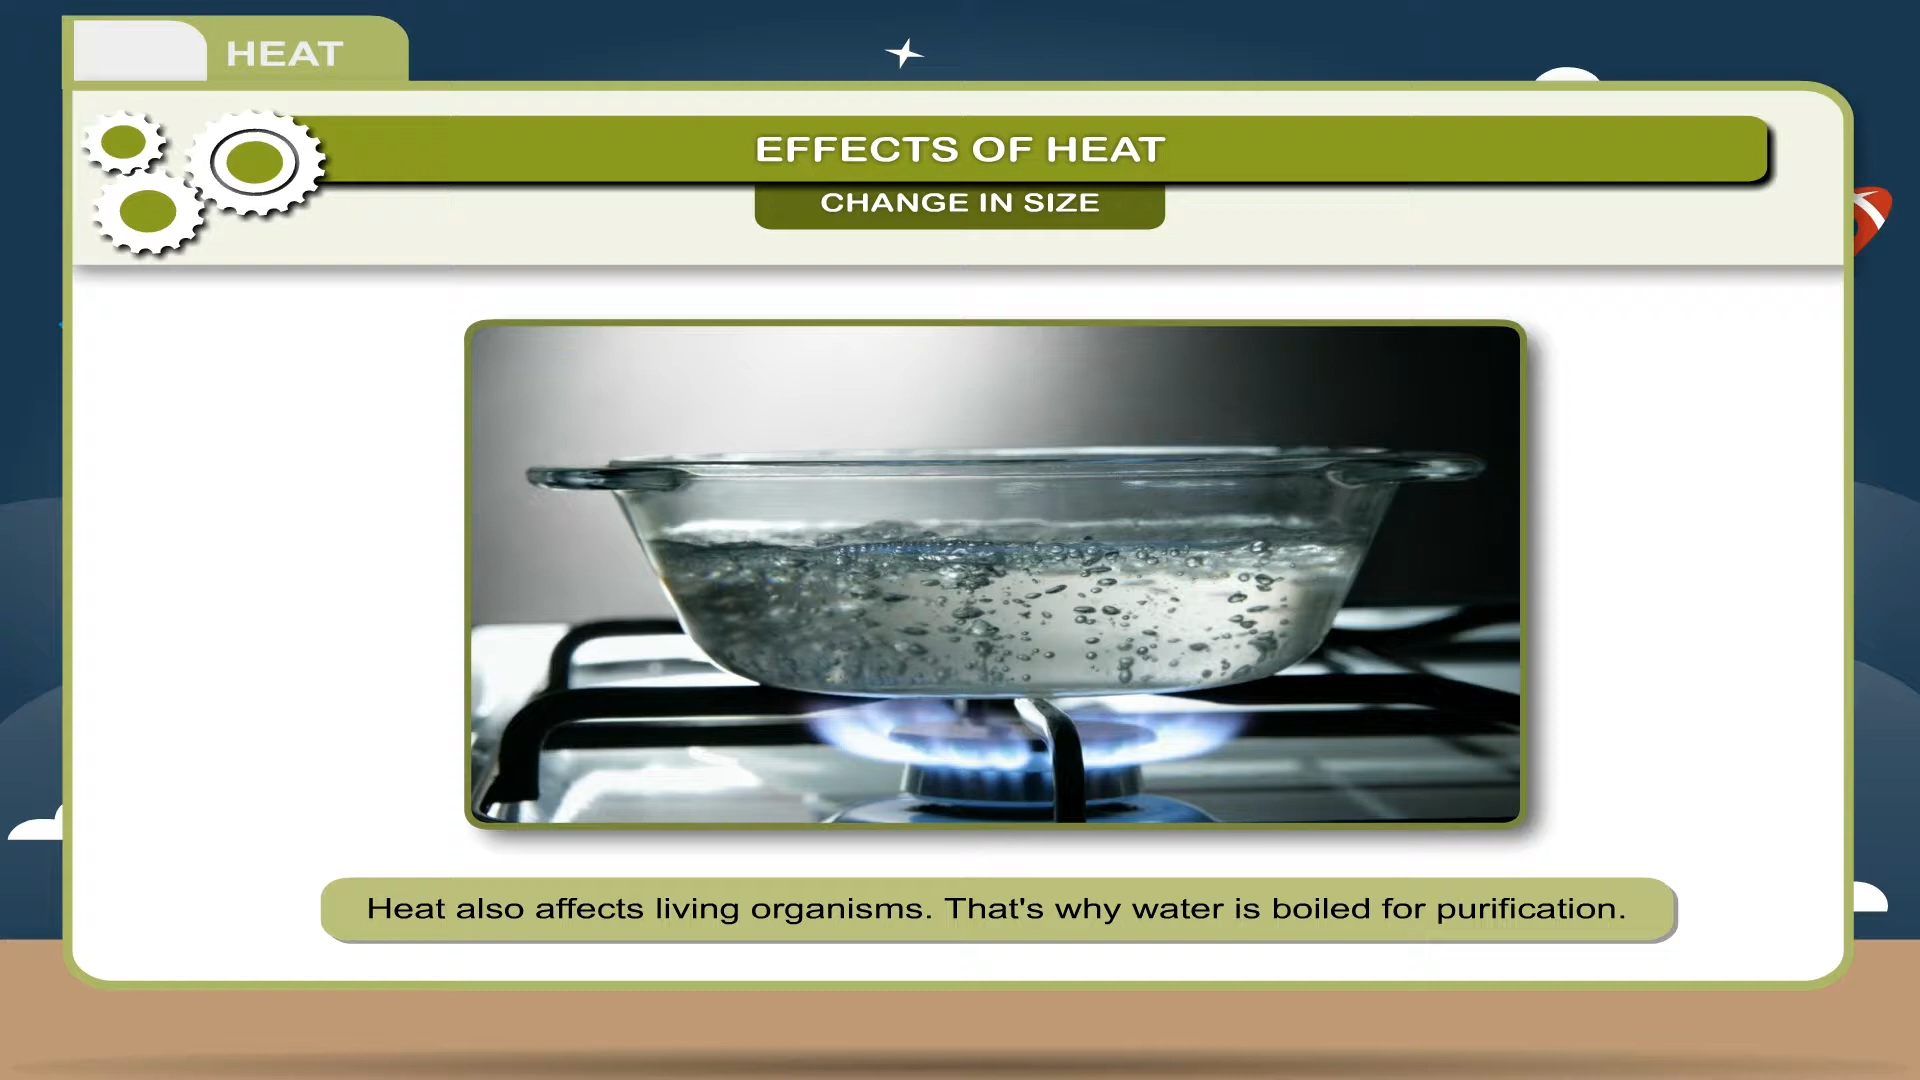 HEAT
EFFECTS OF HEAT
CHANGE IN SIZE
Heat also affects living organisms. That's why water is boiled for purification.